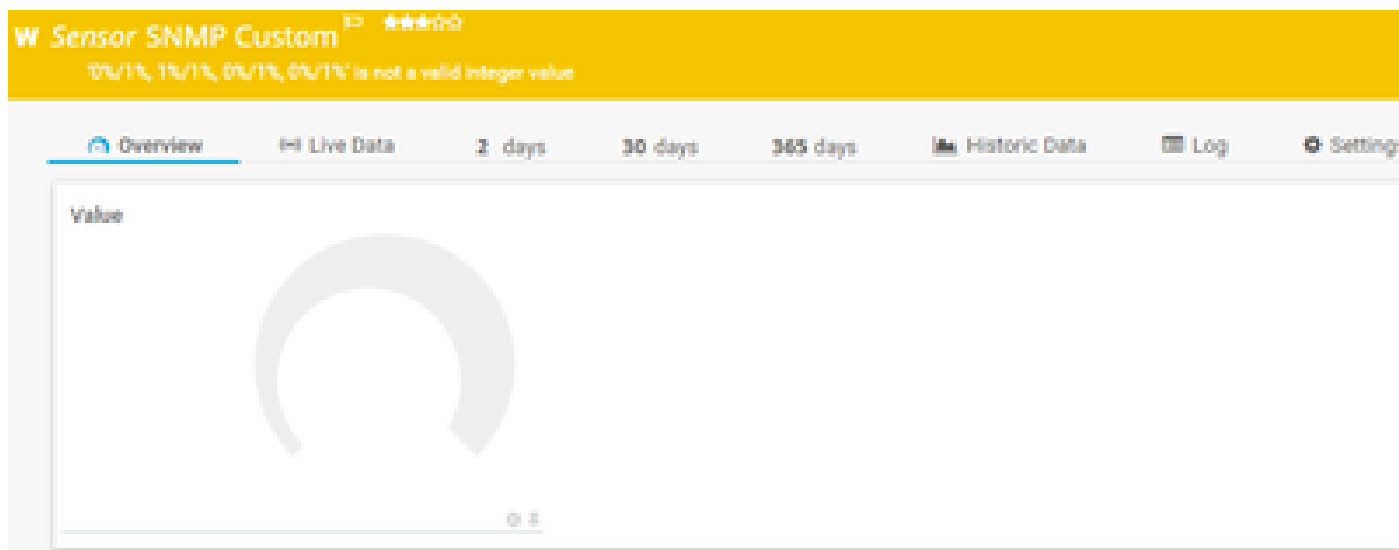 W Sensor SNMP Custom
'0%/1%, 1%/1%, 0%/1%, 0%/1%' is not a valid integer value
Overview Live Data 2 days 30 days 365 days Historic Data Log Settings
Value